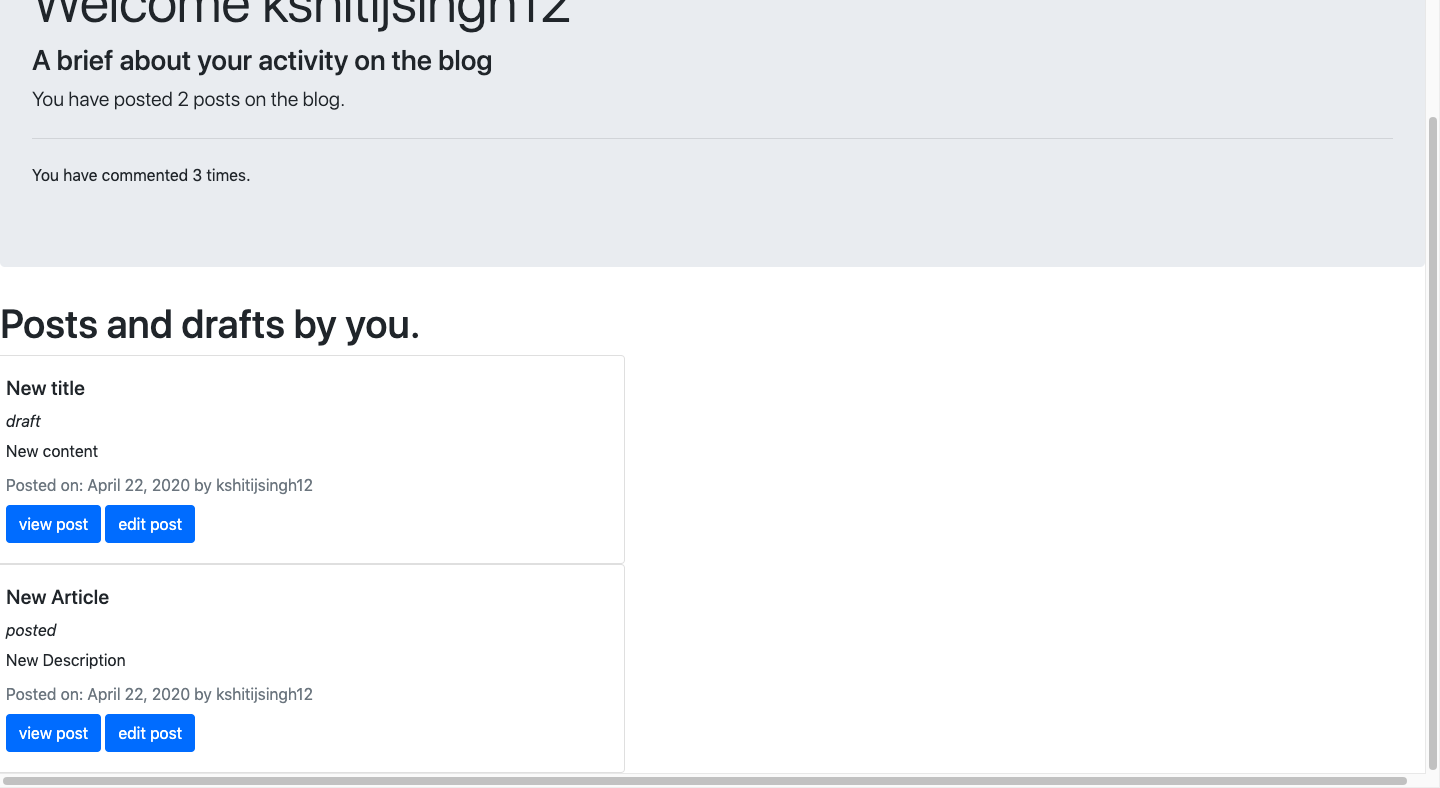 Welcome kshitijsingh12
A brief about your activity on the blog
You have posted 2 posts on the blog.
You have commented 3 times.
Posts and drafts by you.
New title
draft
New content
Posted on: April 22, 2020 by kshitijsingh12
view post edit post
New Article
posted
New Description
Posted on: April 22, 2020 by kshitijsingh12
view post edit post